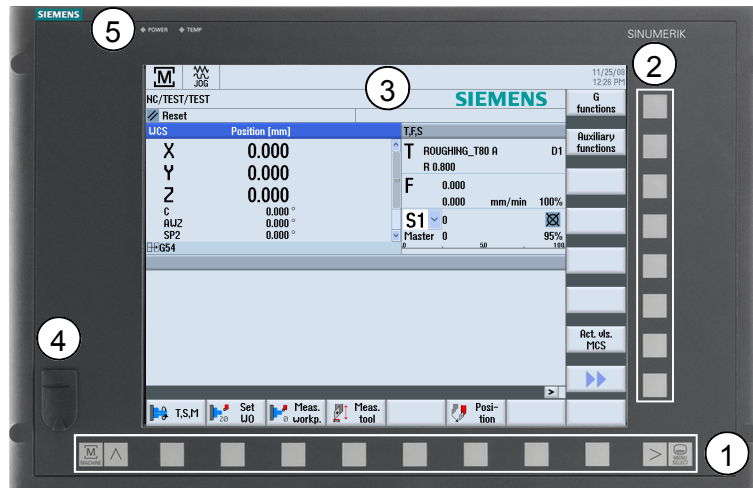 SIEMENS
5
POWER TEMP
SINUMERIK
2
3
M
JOG
11/25/08
12:26 PM
NC/TEST/TEST
SIEMENS
G functions
Reset
WCS Position [mm]
T,F,S
Auxiliary functions
X 0.000
T ROUGHING_T80 A D1
Y 0.000
R 0.800
Z 0.000
F 0.000
0.000 mm/min 100%
C 0.000 °
AWZ 0.000 °
SP2 0.000 °
S1 0
Master 0 95%
G54
0 50 100
Act. vls.
MCS
4
>
T,S,M
Set
WO
Meas.
workp.
Meas.
tool
Posi-
tion
M
MACHINE
>
MENU
SELECT
1